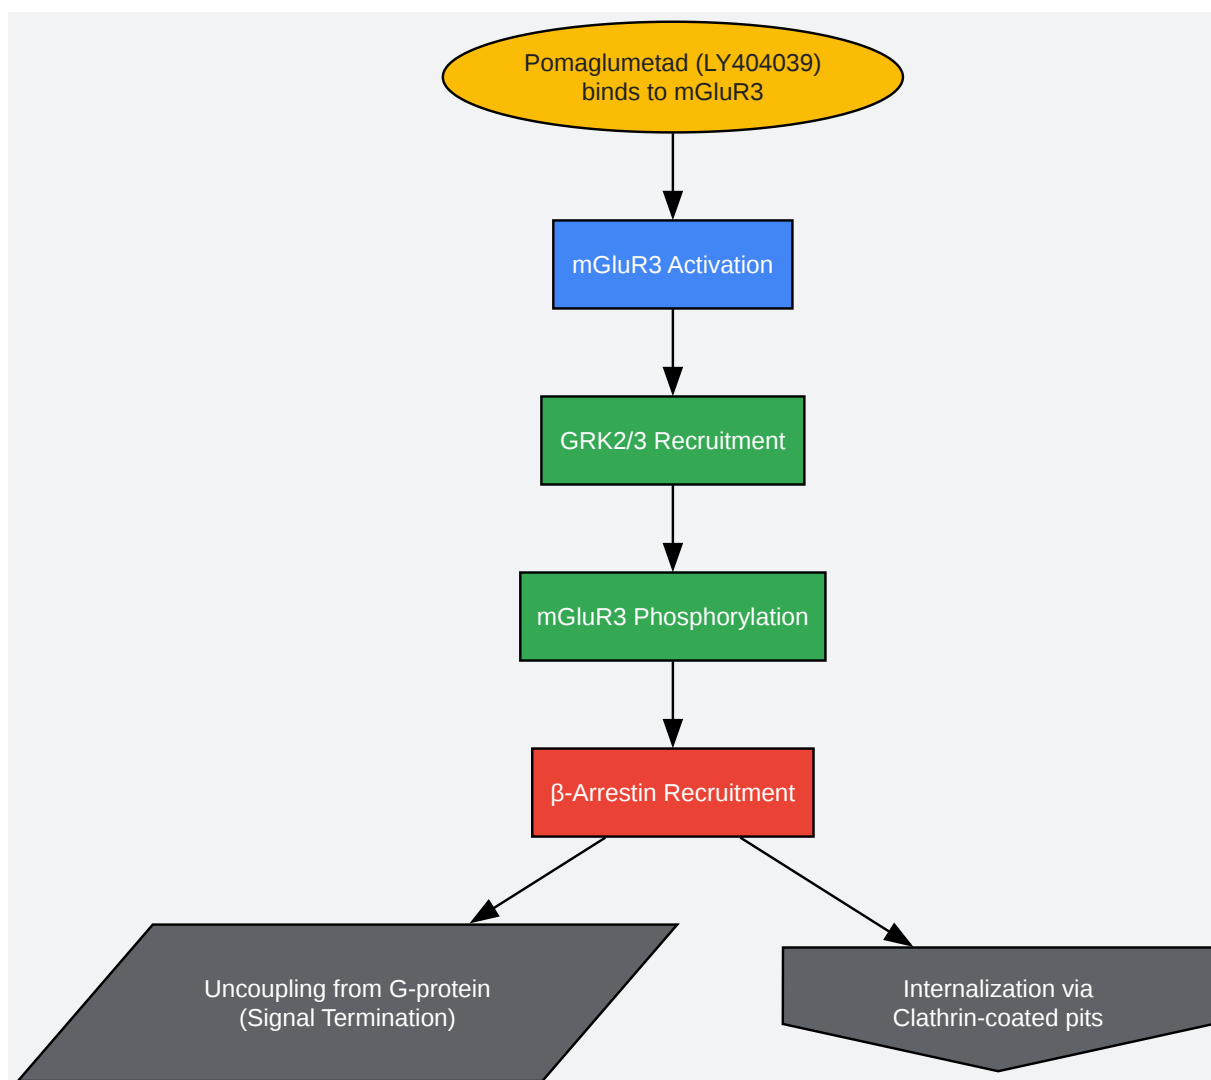 Pomaglumetad (LY404039)
binds to mGluR3
mGluR3 Activation
GRK2/3 Recruitment
mGluR3 Phosphorylation
β-Arrestin Recruitment
Uncoupling from G-protein
(Signal Termination)
Internalization via
Clathrin-coated pits